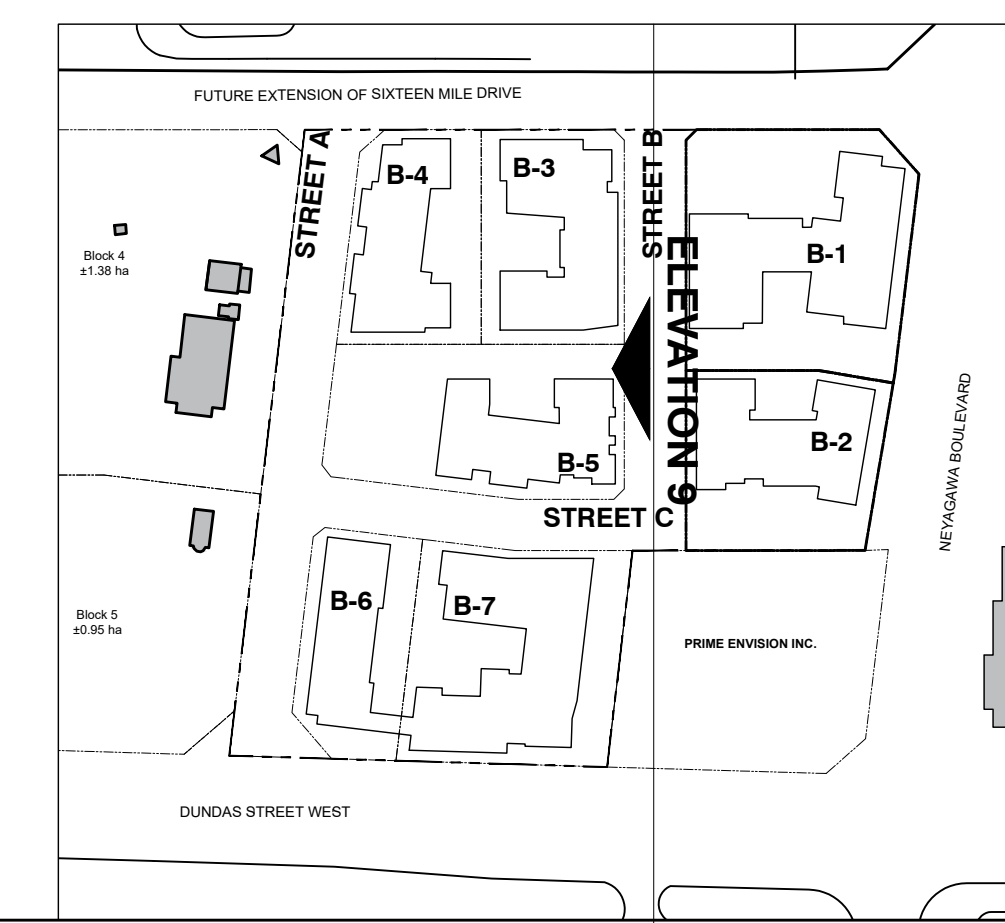 FUTURE EXTENSION OF SIXTEEN MILE DRIVE
STREET A
B-4
B-3
STREET B
B-1
Block 4
±1.38 ha
ELEVATION 9
B-2
B-5
STREET C
NEYAGAWA BOULEVARD
B-6
B-7
Block 5
±0.95 ha
PRIME ENVISION INC.
DUNDAS STREET WEST